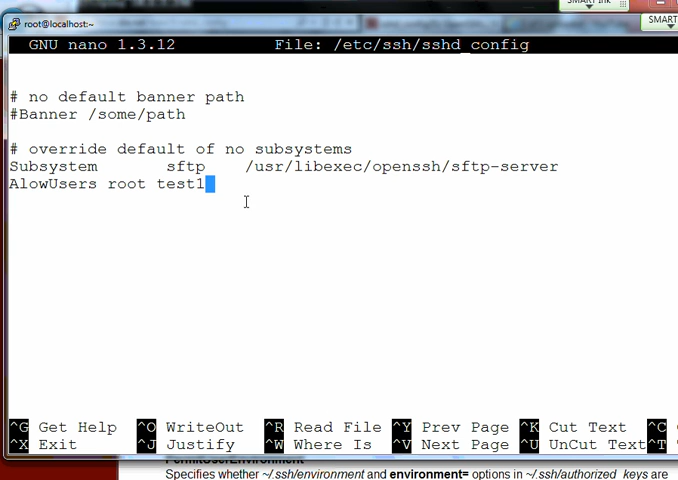 SMART Ink
root@localhost:~
SMART
GNU nano 1.3.12 File: /etc/ssh/sshd_config
# no default banner path
#Banner /some/path
# override default of no subsystems
Subsystem sftp /usr/libexec/openssh/sftp-server
AlowUsers root test1
^G Get Help ^O WriteOut ^R Read File ^Y Prev Page ^K Cut Text ^C
^X Exit ^J Justify ^W Where Is ^V Next Page ^U UnCut Text ^T
PermitUserEnvironment
Specifies whether ~/.ssh/environment and environment= options in ~/.ssh/authorized_keys are